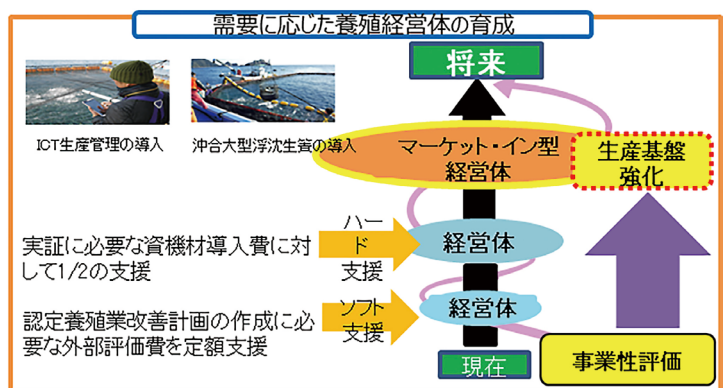 需要に応じた養殖経営体の育成
将来
ICT生産管理の導入
沖合大型浮沈生簀の導入
マーケット・イン型
経営体
生産基盤
強化
ハー
ド
支援
実証に必要な資機材導入費に対
して1/2の支援
経営体
ソフト
支援
経営体
認定養殖業改善計画の作成に必
要な外部評価費を定額支援
現在
事業性評価